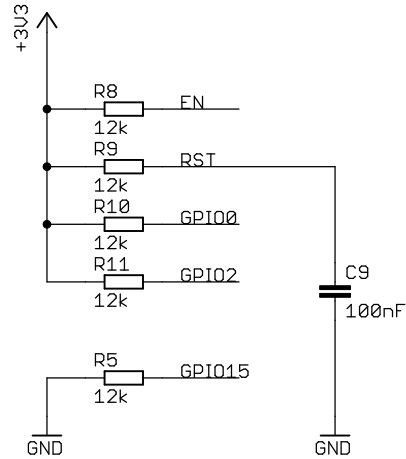 +3V3
R8
EN
12k
R9
RST
12k
R10
GPIO0
12k
R11
GPIO2
12k
C9
100nF
R5
GPIO15
12k
GND
GND